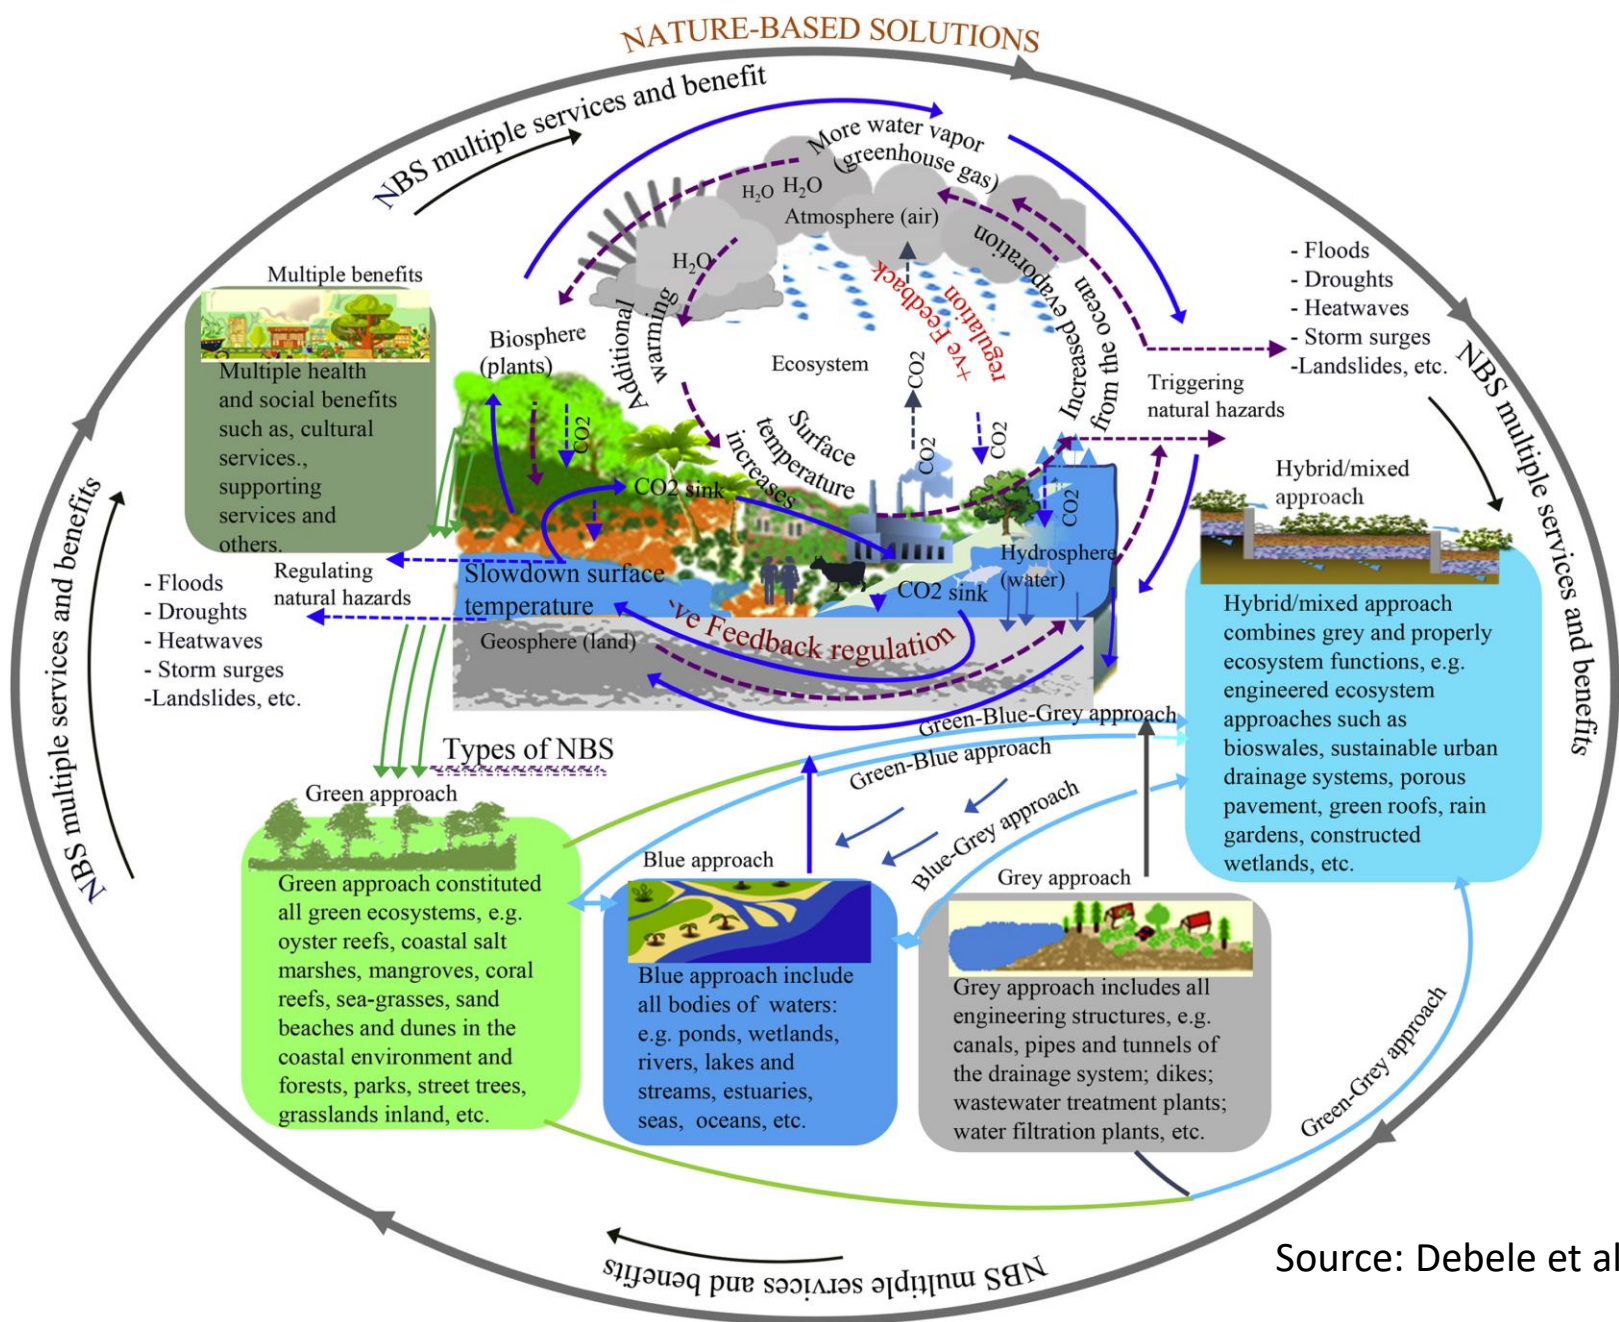 NATURE-BASED SOLUTIONS
NBS multiple services and benefit
More water vapor
(greenhouse gas)
H₂O H₂O
Atmosphere (air)
H₂O
Increased evaporation
from the ocean
+ve Feedback
regulation
Additional
warming
Ecosystem
Surface
temperature
increases
CO2
CO2
CO2
CO2
CO2
- Floods
- Droughts
- Heatwaves
- Storm surges
-Landslides, etc.
Triggering
natural hazards
NBS multiple services and benefits
Multiple benefits
Multiple health
and social benefits
such as, cultural
services.,
supporting
services and
others.
Biosphere
(plants)
CO2 sink
Hydrosphere
(water)
CO2 sink
Slowdown surface
temperature
-ve Feedback regulation
Geosphere (land)
Regulating
natural hazards
- Floods
- Droughts
- Heatwaves
- Storm surges
-Landslides, etc.
NBS multiple services and benefits
Hybrid/mixed
approach
Hybrid/mixed approach
combines grey and properly
ecosystem functions, e.g.
engineered ecosystem
approaches such as
bioswales, sustainable urban
drainage systems, porous
pavement, green roofs, rain
gardens, constructed
wetlands, etc.
Types of NBS
Green-Blue-Grey approach
Green-Blue approach
Blue-Grey approach
Green-Grey approach
Green approach
Green approach constituted
all green ecosystems, e.g.
oyster reefs, coastal salt
marshes, mangroves, coral
reefs, sea-grasses, sand
beaches and dunes in the
coastal environment and
forests, parks, street trees,
grasslands inland, etc.
Blue approach
Blue approach include
all bodies of waters:
e.g. ponds, wetlands,
rivers, lakes and
streams, estuaries,
seas, oceans, etc.
Grey approach
Grey approach includes all
engineering structures, e.g.
canals, pipes and tunnels of
the drainage system; dikes;
wastewater treatment plants;
water filtration plants, etc.
NBS multiple services and benefits
Source: Debele et al